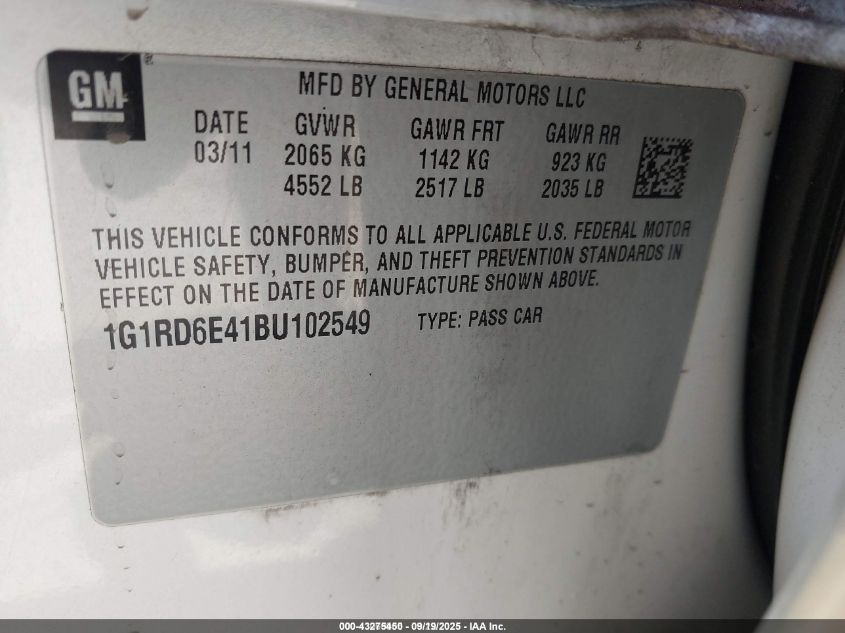 GM
MFD BY GENERAL MOTORS LLC
DATE GVWR GAWR FRT GAWR RR
03/11 2065 KG 1142 KG 923 KG
4552 LB 2517 LB 2035 LB
THIS VEHICLE CONFORMS TO ALL APPLICABLE U.S. FEDERAL MOTOR
VEHICLE SAFETY, BUMPER, AND THEFT PREVENTION STANDARDS IN
EFFECT ON THE DATE OF MANUFACTURE SHOWN ABOVE.
1G1RD6E41BU102549 TYPE: PASS CAR
000-43275450 - 09/19/2025 - IAA Inc.